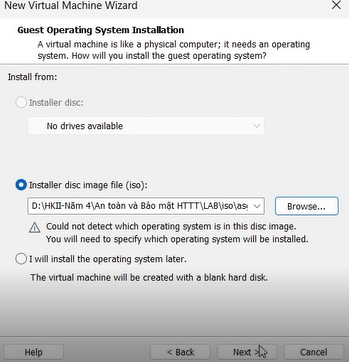 New Virtual Machine Wizard
Guest Operating System Installation
A virtual machine is like a physical computer; it needs an operating
system. How will you install the guest operating system?
Install from:
Installer disc:
No drives available
Installer disc image file (iso):
D:\HKII-Năm 4\An toàn và Bảo mật HTTT\LAB\iso\as
Browse...
Could not detect which operating system is in this disc image.
You will need to specify which operating system will be installed.
I will install the operating system later.
The virtual machine will be created with a blank hard disk.
Help
< Back
Next >
Cancel